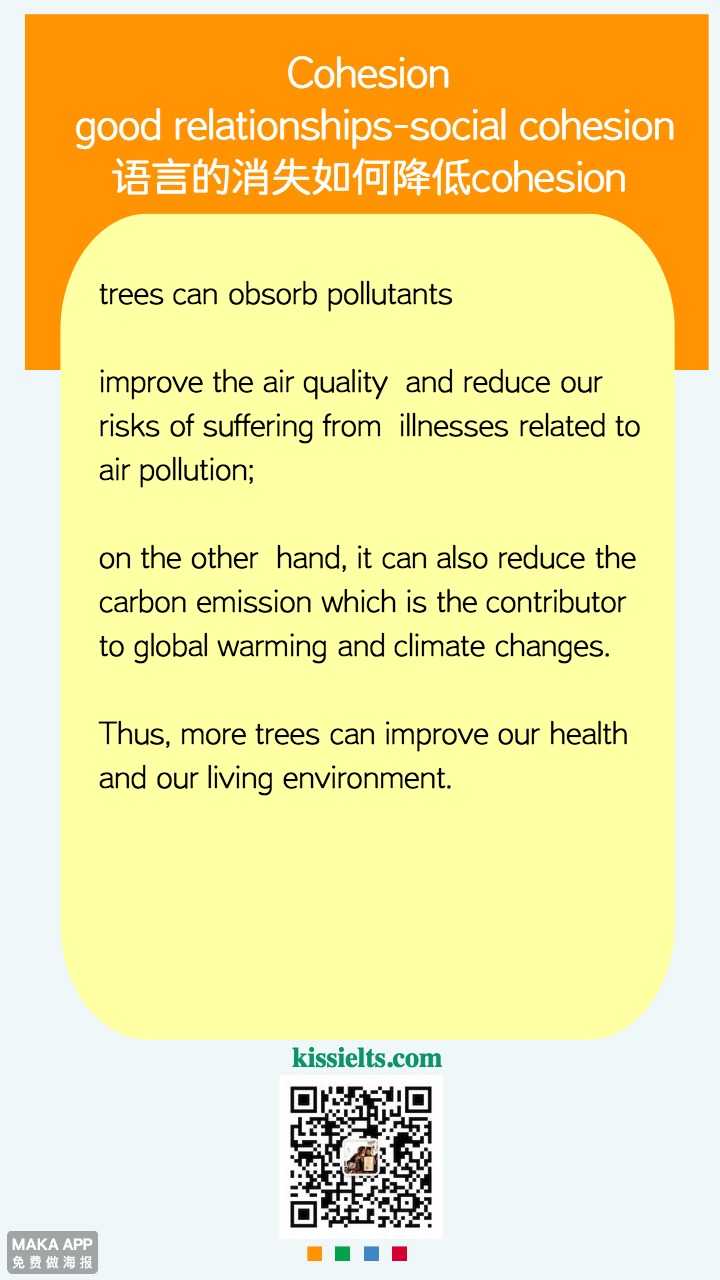 Cohesion
good relationships-social cohesion
语言的消失如何降低cohesion
trees can obsorb pollutants
improve the air quality  and reduce our
risks of suffering from  illnesses related to
air pollution;
on the other  hand, it can also reduce the
carbon emission which is the contributor
to global warming and climate changes.
Thus, more trees can improve our health
and our living environment.
kissielts.com
MAKA APP
免费做海报